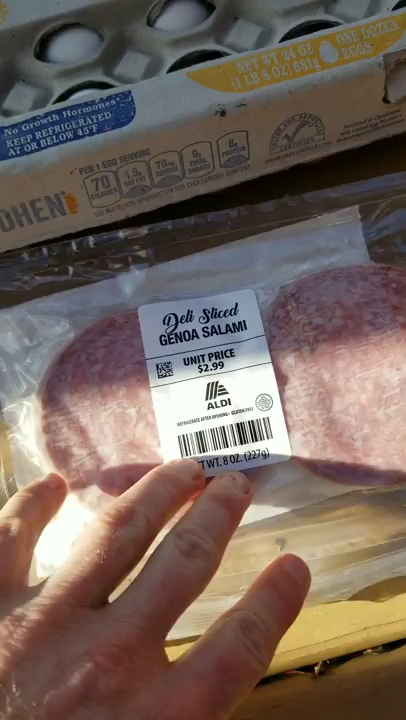 NET WT 24 OZ
(1 LB 8 OZ) 681g
ONE DOZEN
EGGS
No Growth Hormones*
KEEP REFRIGERATED
AT OR BELOW 45°F
PER 1 EGG SERVING
70
CALORIES
1.5g
SAT FAT
70mg
SODIUM
0g
TOTAL
SUGARS
6g
PROTEIN
SEE NUTRITION INFORMATION FOR CHOLESTEROL CONTENT
CERTIFIED
DHEN
Deli Sliced
GENOA SALAMI
UNIT PRICE
$2.99
ALDI
REFRIGERATE AFTER OPENING • GLUTEN FREE
T WT. 8 OZ. (227g)